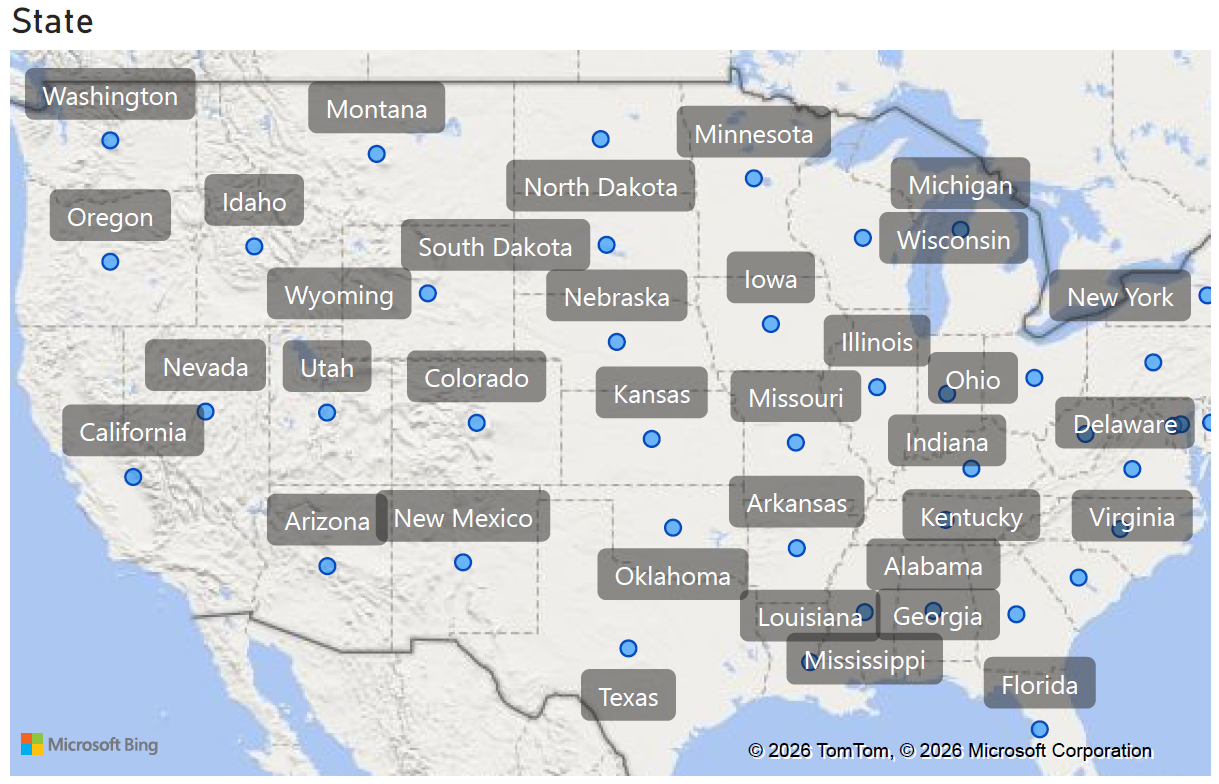 State
Washington
Montana
Minnesota
Michigan
North Dakota
Idaho
Oregon
South Dakota
Wisconsin
Wyoming
Nebraska
Iowa
New York
Illinois
Nevada
Utah
Colorado
Kansas
Missouri
Ohio
California
Delaware
Indiana
Arizona
New Mexico
Arkansas
Kentucky
Virginia
Oklahoma
Alabama
Louisiana
Georgia
Mississippi
Texas
Florida
Microsoft Bing
© 2026 TomTom, © 2026 Microsoft Corporation